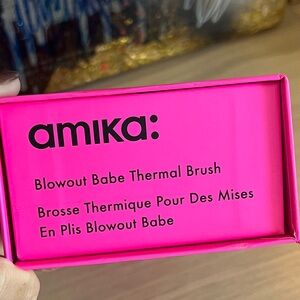 amika:
Blowout Babe Thermal Brush
Brosse Thermique Pour Des Mises
En Plis Blowout Babe